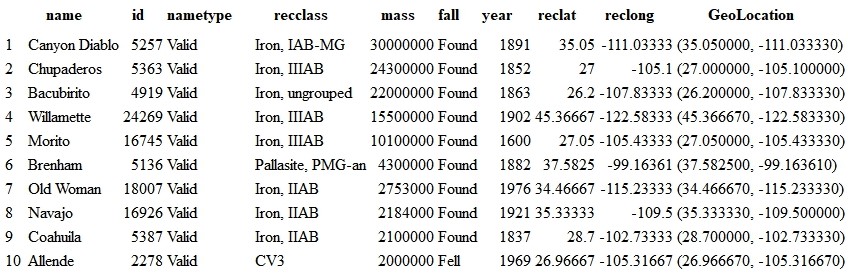 name id nametype recclass mass fall year reclat reclong GeoLocation
1 Canyon Diablo 5257 Valid Iron, IAB-MG 30000000 Found 1891 35.05 -111.03333 (35.050000, -111.033330)
2 Chupaderos 5363 Valid Iron, IIIAB 24300000 Found 1852 27 -105.1 (27.000000, -105.100000)
3 Bacubirito 4919 Valid Iron, ungrouped 22000000 Found 1863 26.2 -107.83333 (26.200000, -107.833330)
4 Willamette 24269 Valid Iron, IIIAB 15500000 Found 1902 45.36667 -122.58333 (45.366670, -122.583330)
5 Morito 16745 Valid Iron, IIIAB 10100000 Found 1600 27.05 -105.43333 (27.050000, -105.433330)
6 Brenham 5136 Valid Pallasite, PMG-an 4300000 Found 1882 37.5825 -99.16361 (37.582500, -99.163610)
7 Old Woman 18007 Valid Iron, IIAB 2753000 Found 1976 34.46667 -115.23333 (34.466670, -115.233330)
8 Navajo 16926 Valid Iron, IIAB 2184000 Found 1921 35.33333 -109.5 (35.333330, -109.500000)
9 Coahuila 5387 Valid Iron, IIAB 2100000 Found 1837 28.7 -102.73333 (28.700000, -102.733330)
10 Allende 2278 Valid CV3 2000000 Fell 1969 26.96667 -105.31667 (26.966670, -105.316670)